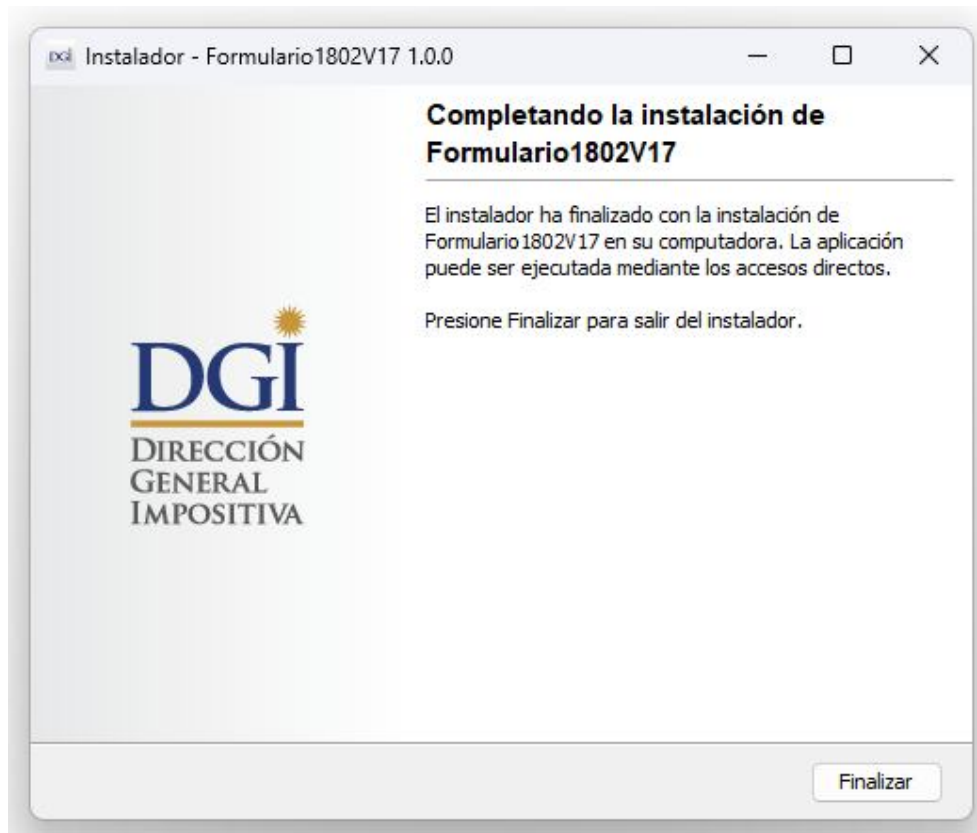 DGI Instalador - Formulario1802V17 1.0.0
Completando la instalación de
Formulario1802V17
El instalador ha finalizado con la instalación de
Formulario1802V17 en su computadora. La aplicación
puede ser ejecutada mediante los accesos directos.
Presione Finalizar para salir del instalador.
DGI
DIRECCIÓN
GENERAL
IMPOSITIVA
Finalizar